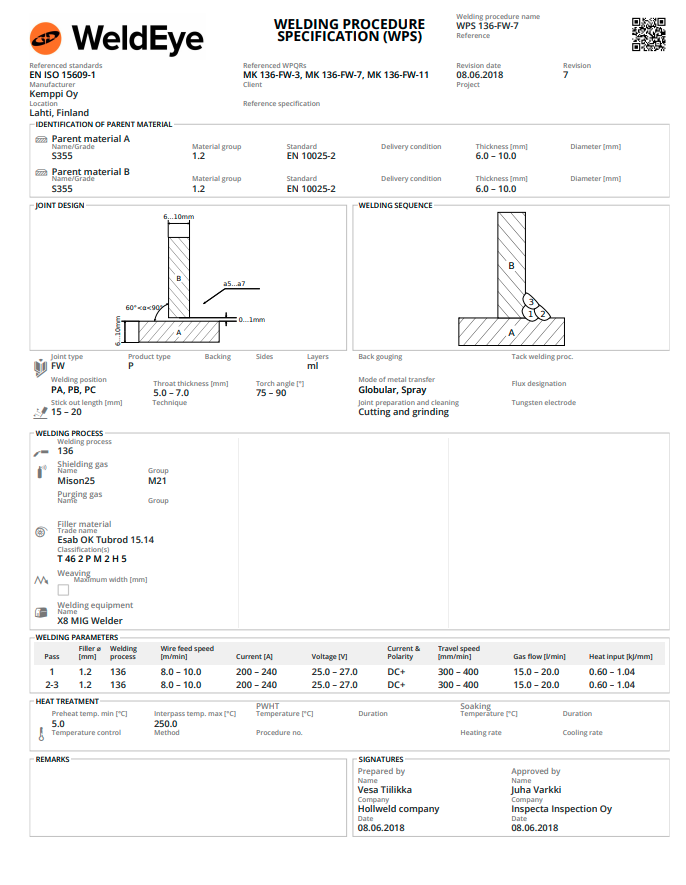 WeldEye
WELDING PROCEDURE
SPECIFICATION (WPS)
Welding procedure name
WPS 136-FW-7
Reference
Referenced standards
EN ISO 15609-1
Referenced WPQRs
MK 136-FW-3, MK 136-FW-7, MK 136-FW-11
Revision date
08.06.2018
Revision
7
Manufacturer
Kemppi Oy
Client
Project
Location
Lahti, Finland
Reference specification
IDENTIFICATION OF PARENT MATERIAL
Parent material A
Name/Grade Material group Standard Delivery condition Thickness [mm] Diameter [mm]
S355 1.2 EN 10025-2 6.0 – 10.0
Parent material B
Name/Grade Material group Standard Delivery condition Thickness [mm] Diameter [mm]
S355 1.2 EN 10025-2 6.0 – 10.0
JOINT DESIGN
6...10mm
B
a5...a7
60°<α<90°
0...1mm
6...10mm
A
WELDING SEQUENCE
B
3
1 2
A
Joint type Product type Backing Sides Layers
FW P ml
Welding position Throat thickness [mm] Torch angle [°]
PA, PB, PC 5.0 – 7.0 75 – 90
Stick out length [mm] Technique
15 – 20
Back gouging Tack welding proc.
Mode of metal transfer Flux designation
Globular, Spray
Joint preparation and cleaning Tungsten electrode
Cutting and grinding
WELDING PROCESS
Welding process
136
Shielding gas
Name Group
Mison25 M21
Purging gas
Name Group
Filler material
Trade name
Esab OK Tubrod 15.14
Classification(s)
T 46 2 P M 2 H 5
Weaving
Maximum width [mm]
Welding equipment
Name
X8 MIG Welder
WELDING PARAMETERS
Pass Filler ø [mm] Welding process Wire feed speed [m/min] Current [A] Voltage [V] Current & Polarity Travel speed [mm/min] Gas flow [l/min] Heat input [kJ/mm]
1 1.2 136 8.0 – 10.0 200 – 240 25.0 – 27.0 DC+ 300 – 400 15.0 – 20.0 0.60 – 1.04
2-3 1.2 136 8.0 – 10.0 200 – 240 25.0 – 27.0 DC+ 300 – 400 15.0 – 20.0 0.60 – 1.04
HEAT TREATMENT
PWHT Soaking
Preheat temp. min [°C] Interpass temp. max [°C] Temperature [°C] Duration Temperature [°C] Duration
5.0 250.0
Temperature control Method Procedure no. Heating rate Cooling rate
REMARKS
SIGNATURES
Prepared by Approved by
Name Name
Vesa Tiilikka Juha Varkki
Company Company
Hollweld company Inspecta Inspection Oy
Date Date
08.06.2018 08.06.2018